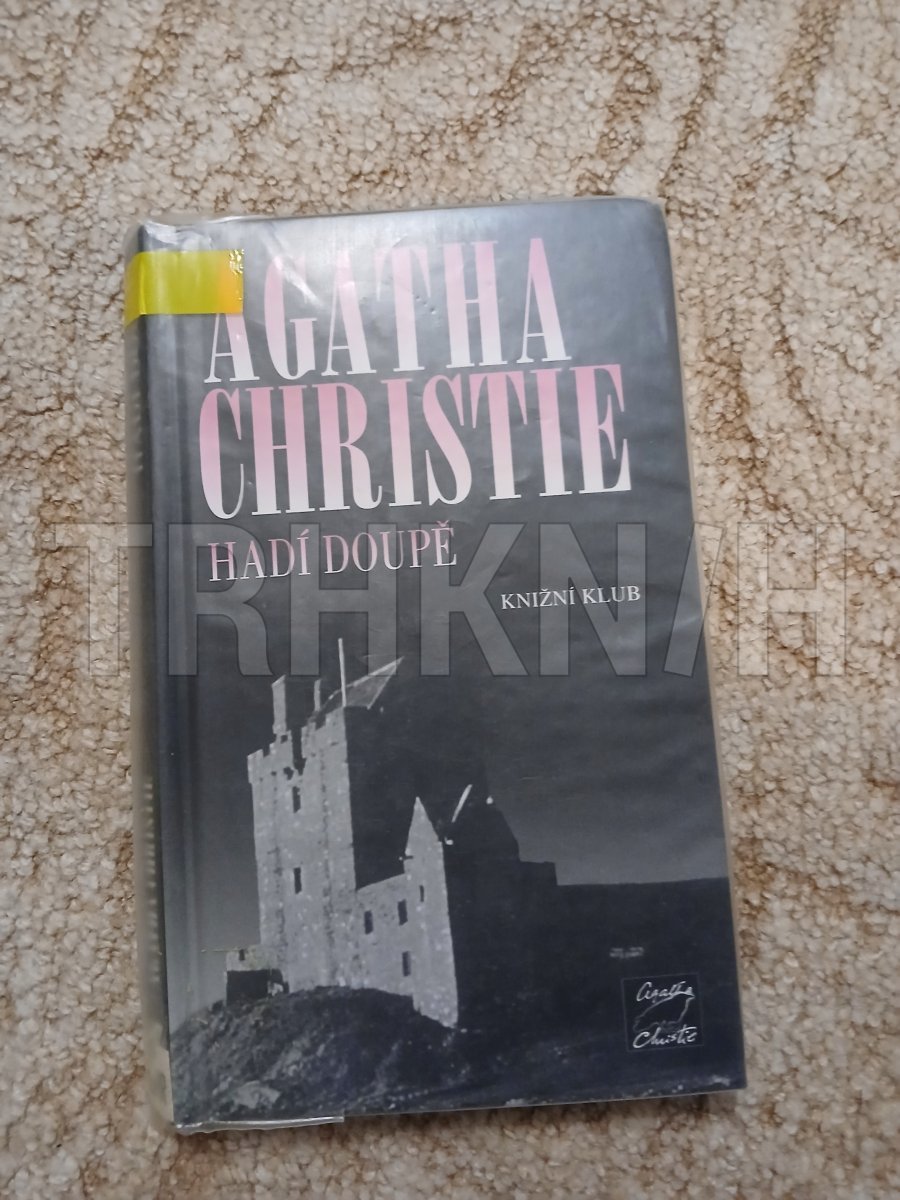 AGATHA
CHRISTIE
HADÍ DOUPĚ
KNIŽNÍ KLUB
TRHKNIH
Agatha
Christie